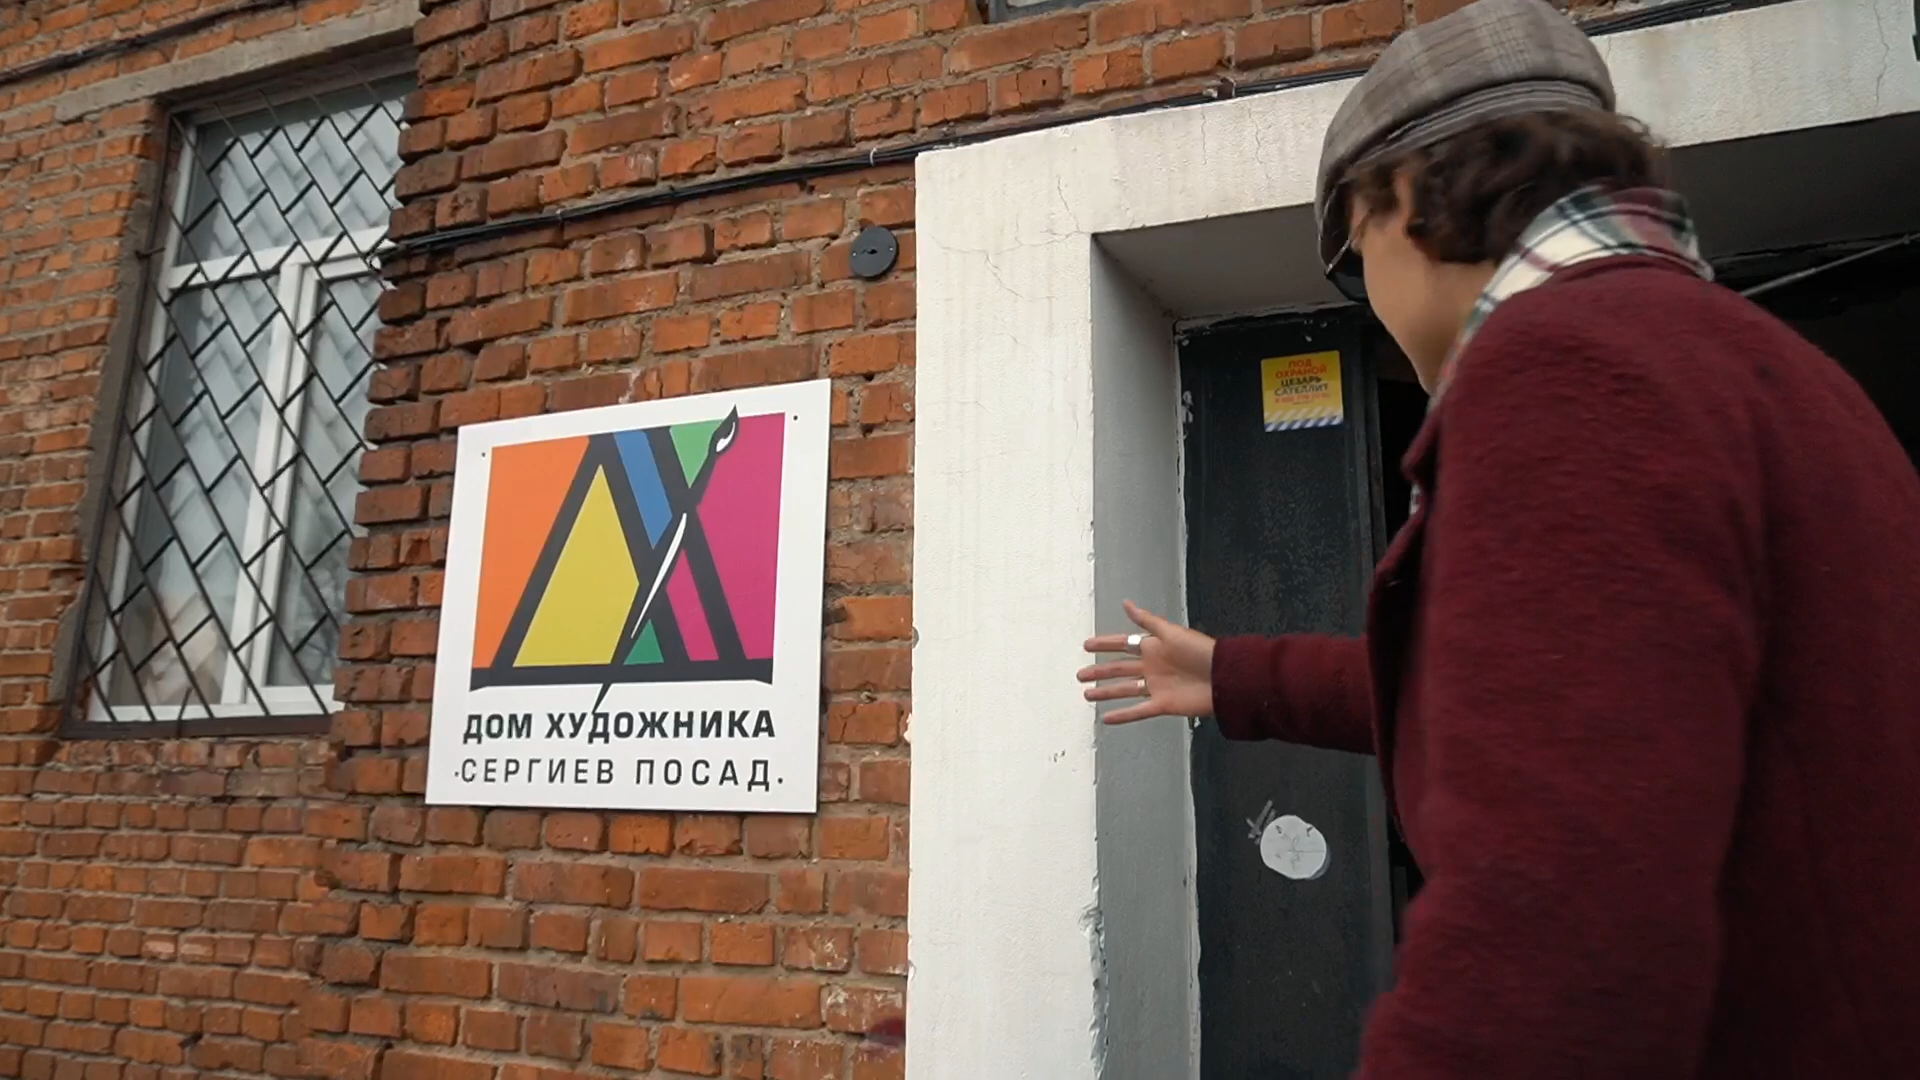 ДОМ ХУДОЖНИКА
·СЕРГИЕВ ПОСАД·
ПОД
ОХРАНОЙ
ЦЕЗАРЬ
САТЕЛЛИТ